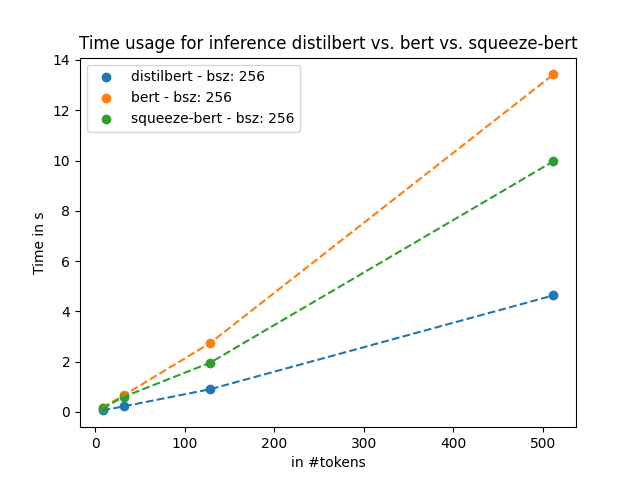 Time usage for inference distilbert vs. bert vs. squeeze-bert
distilbert - bsz: 256
bert - bsz: 256
squeeze-bert - bsz: 256
14
12
10
8
6
4
2
0
Time in s
0 100 200 300 400 500
in #tokens